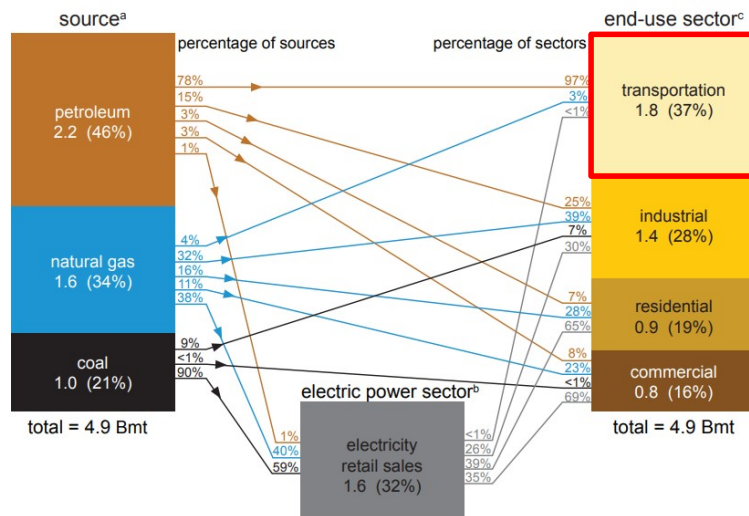 sourceᵃ
end-use sectorᶜ
percentage of sources
percentage of sectors
petroleum
2.2 (46%)
78%
15%
3%
3%
1%
natural gas
1.6 (34%)
4%
32%
16%
11%
38%
coal
1.0 (21%)
9%
<1%
90%
total = 4.9 Bmt
electric power sectorᵇ
1%
40%
59%
electricity
retail sales
1.6 (32%)
<1%
26%
39%
35%
97%
3%
<1%
transportation
1.8 (37%)
25%
39%
7%
30%
industrial
1.4 (28%)
7%
28%
65%
residential
0.9 (19%)
8%
23%
<1%
69%
commercial
0.8 (16%)
total = 4.9 Bmt